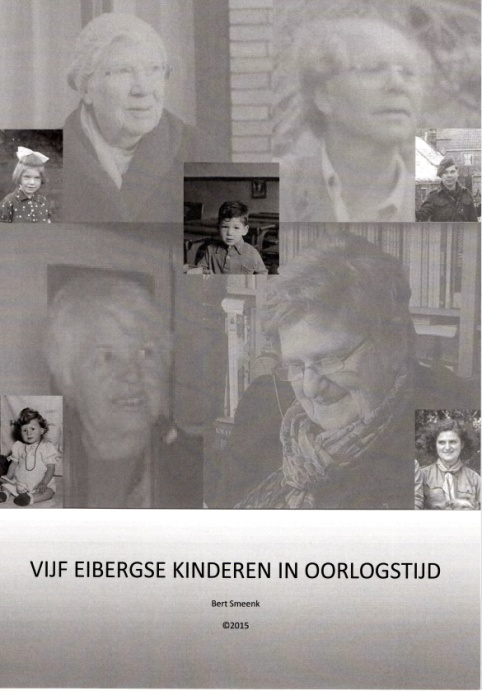 VIJF EIBERGSE KINDEREN IN OORLOGSTIJD
Bert Smeenk
©2015